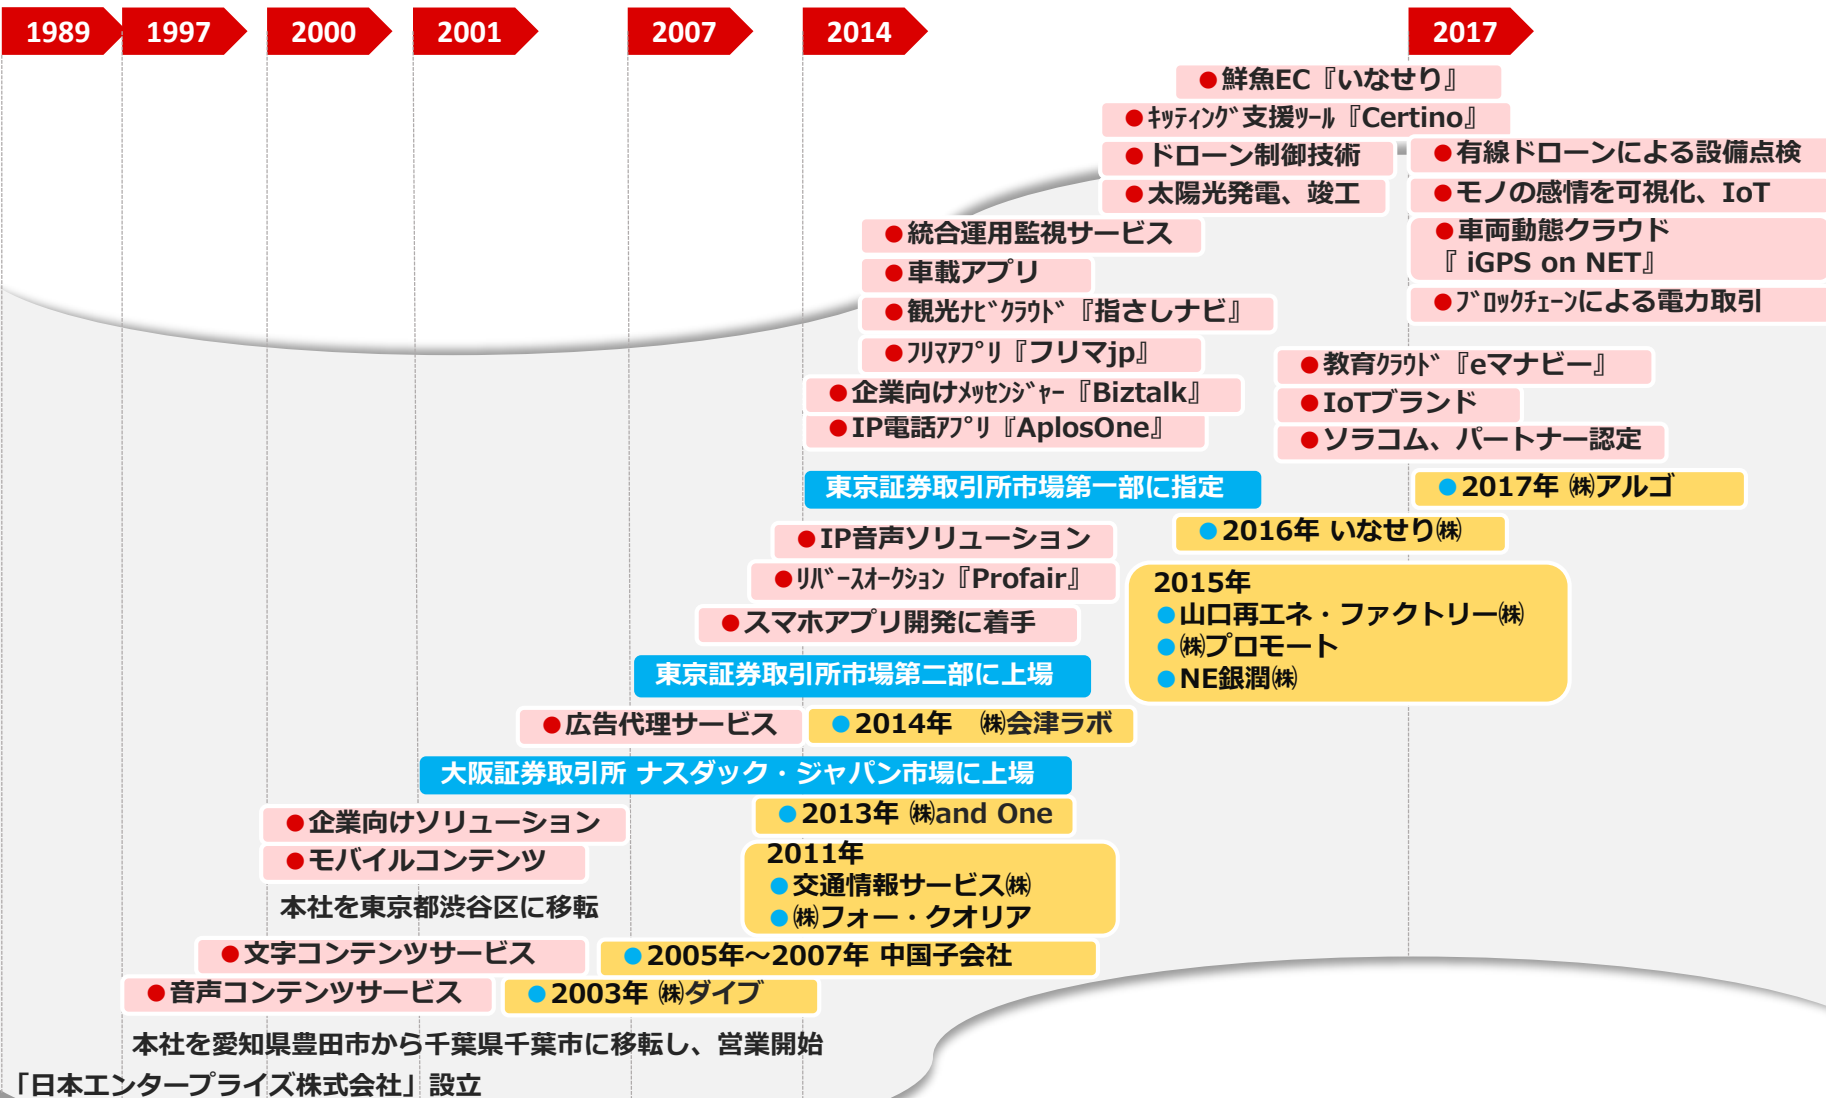 1989
1997
2000
2001
2007
2014
2017
●鮮魚EC『いなせり』
●ｷｯﾃｨﾝｸﾞ支援ﾂｰﾙ『Certino』
●ドローン制御技術
●太陽光発電、竣工
●有線ドローンによる設備点検
●モノの感情を可視化、IoT
●車両動態クラウド
『 iGPS on NET』
●ﾌﾞﾛｯｸﾁｪｰﾝによる電力取引
●統合運用監視サービス
●車載アプリ
●観光ﾅﾋﾞｸﾗｳﾄﾞ『指さしナビ』
●ﾌﾘﾏｱﾌﾟﾘ『フリマjp』
●企業向けﾒｯｾﾝｼﾞｬｰ『Biztalk』
●IP電話ｱﾌﾟﾘ『AplosOne』
●教育ｸﾗｳﾄﾞ『eマナビー』
●IoTブランド
●ソラコム、パートナー認定
東京証券取引所市場第一部に指定
●2017年 ㈱アルゴ
●IP音声ソリューション
●2016年 いなせり㈱
●ﾘﾊﾞｰｽｵｰｸｼｮﾝ『Profair』
●スマホアプリ開発に着手
2015年
●山口再エネ・ファクトリー㈱
●㈱プロモート
●NE銀潤㈱
東京証券取引所市場第二部に上場
●広告代理サービス
●2014年　㈱会津ラボ
大阪証券取引所 ナスダック・ジャパン市場に上場
●企業向けソリューション
●2013年 ㈱and One
●モバイルコンテンツ
2011年
●交通情報サービス㈱
●㈱フォー・クオリア
本社を東京都渋谷区に移転
●文字コンテンツサービス
●2005年～2007年 中国子会社
●音声コンテンツサービス
●2003年 ㈱ダイブ
本社を愛知県豊田市から千葉県千葉市に移転し、営業開始
「日本エンタープライズ株式会社」設立